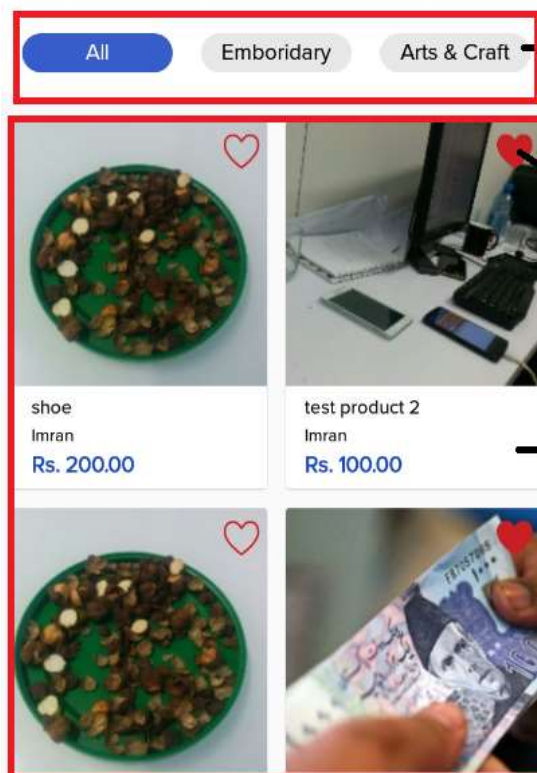 All Emboridary Arts & Craft
shoe test product 2
Imran Imran
Rs. 200.00 Rs. 100.00